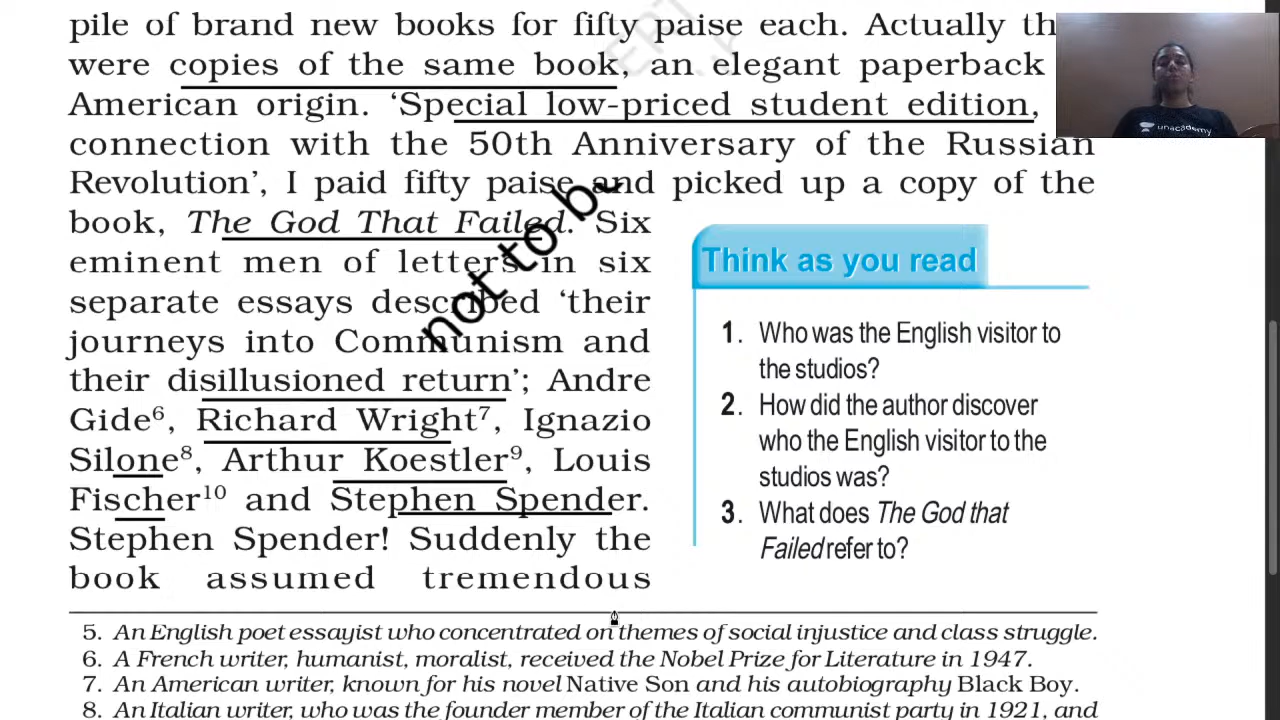 pile of brand new books for fifty paise each. Actually
were copies of the same book, an elegant paperback
American origin. ‘Special low-priced student edition,
connection with the 50th Anniversary of the Russian
Revolution’, I paid fifty paise and picked up a copy of the
book, The God That Failed. Six
eminent men of letters in six
separate essays described ‘their
journeys into Communism and
their disillusioned return’; Andre
Gide⁶, Richard Wright⁷, Ignazio
Silone⁸, Arthur Koestler⁹, Louis
Fischer¹⁰ and Stephen Spender.
Stephen Spender! Suddenly the
book assumed tremendous
not to b
unacademy
Think as you read
1. Who was the English visitor to
the studios?
2. How did the author discover
who the English visitor to the
studios was?
3. What does The God that
Failed refer to?
5. An English poet essayist who concentrated on themes of social injustice and class struggle.
6. A French writer, humanist, moralist, received the Nobel Prize for Literature in 1947.
7. An American writer, known for his novel Native Son and his autobiography Black Boy.
8. An Italian writer, who was the founder member of the Italian communist party in 1921, and